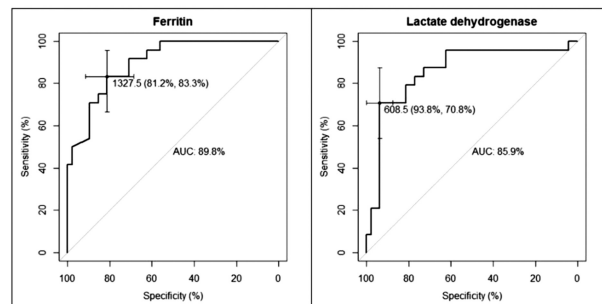 Ferritin
100
80
60
40
20
0
Sensitivity (%)
1327.5 (81.2%, 83.3%)
AUC: 89.8%
100 80 60 40 20 0
Specificity (%)
Lactate dehydrogenase
100
80
60
40
20
0
Sensitivity (%)
608.5 (93.8%, 70.8%)
AUC: 85.9%
100 80 60 40 20 0
Specificity (%)